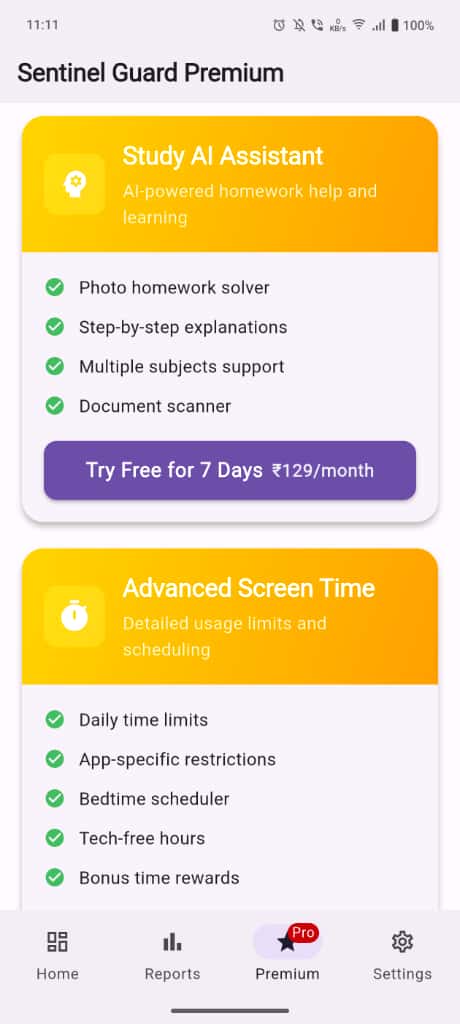 11:11
0
KB/s
100%
Sentinel Guard Premium
Study AI Assistant
AI-powered homework help and
learning
Photo homework solver
Step-by-step explanations
Multiple subjects support
Document scanner
Try Free for 7 Days ₹129/month
Advanced Screen Time
Detailed usage limits and
scheduling
Daily time limits
App-specific restrictions
Bedtime scheduler
Tech-free hours
Bonus time rewards
Pro
Home Reports Premium Settings